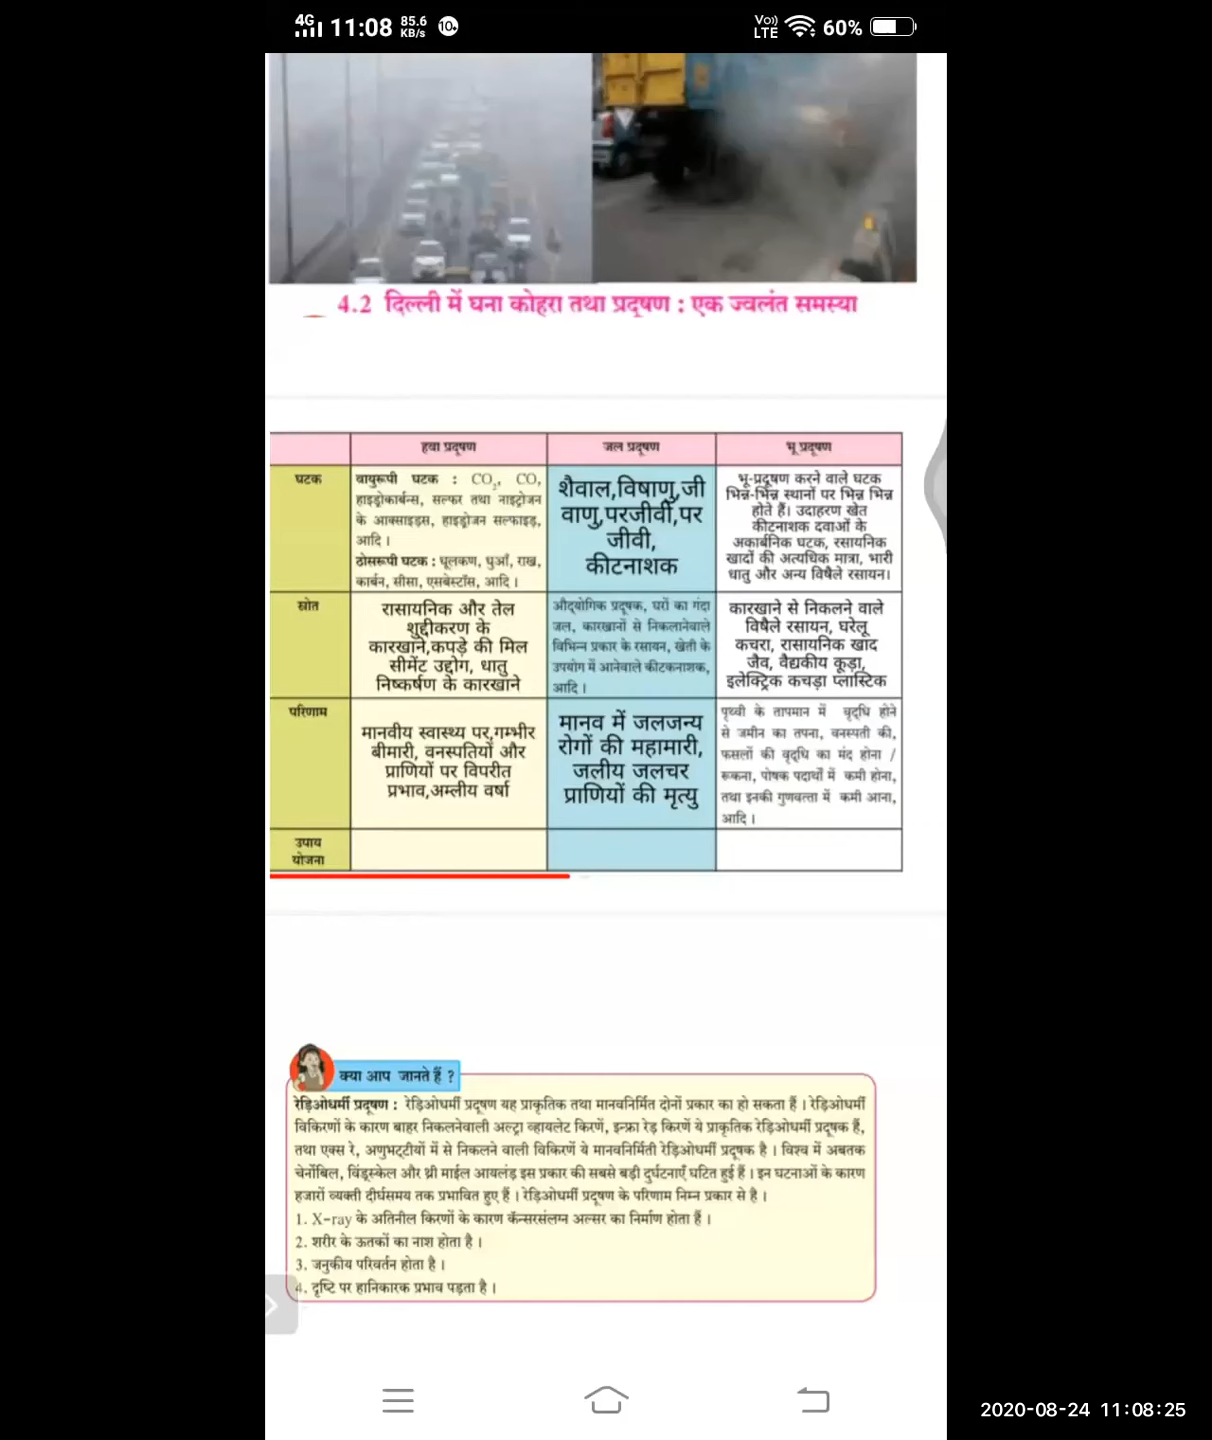 4G 11:08 85.6 KB/s 10+ Vo) LTE 60%
4.2 दिल्ली में घना कोहरा तथा प्रदूषण : एक ज्वलंत समस्या
हवा प्रदूषण
जल प्रदूषण
भू प्रदूषण
घटक
वायुरूपी घटक : CO₂, CO,
हाइड्रोकार्बन्स, सल्फर तथा नाइट्रोजन
के आक्साइड्स, हाइड्रोजन सल्फाइड,
आदि ।
ठोसरूपी घटक : धूलकण, धुआँ, राख,
कार्बन, सीसा, एसबेस्टॉस, आदि ।
शैवाल,विषाणु,जी
वाणु,परजीवी,पर
जीवी,
कीटनाशक
भू-प्रदूषण करने वाले घटक
भिन्न-भिन्न स्थानों पर भिन्न भिन्न
होते हैं। उदाहरण खेत
कीटनाशक दवाओं के
अकार्बनिक घटक, रसायनिक
खादों की अत्यधिक मात्रा, भारी
धातु और अन्य विषैले रसायन।
स्रोत
रासायनिक और तेल
शुद्दीकरण के
कारखाने,कपड़े की मिल
सीमेंट उद्दोग, धातु
निष्कर्षण के कारखाने
औद्योगिक प्रदूषक, घरों का गंदा
जल, कारखानों से निकलानेवाले
विभिन्न प्रकार के रसायन, खेती के
उपयोग में आनेवाले कीटकनाशक,
आदि ।
कारखाने से निकलने वाले
विषैले रसायन, घरेलू
कचरा, रासायनिक खाद
जैव, वैद्यकीय कूड़ा,
इलेक्ट्रिक कचड़ा प्लास्टिक
परिणाम
मानवीय स्वास्थ्य पर,गम्भीर
बीमारी, वनस्पतियों और
प्राणियों पर विपरीत
प्रभाव,अम्लीय वर्षा
मानव में जलजन्य
रोगों की महामारी,
जलीय जलचर
प्राणियों की मृत्यु
पृथ्वी के तापमान में वृद्धि होने
से जमीन का तपना, वनस्पती की,
फसलों की वृद्धि का मंद होना /
रूकना, पोषक पदार्थों में कमी होना,
तथा इनकी गुणवत्ता में कमी आना,
आदि ।
उपाय
योजना
क्या आप जानते हैं ?
रेड़िओधर्मी प्रदूषण : रेड़िओधर्मी प्रदूषण यह प्राकृतिक तथा मानवनिर्मित दोनों प्रकार का हो सकता हैं । रेड़िओधर्मी
विकिरणों के कारण बाहर निकलनेवाली अल्ट्रा व्हायलेट किरणें, इन्फ्रा रेड़ किरणें ये प्राकृतिक रेड़िओधर्मी प्रदूषक हैं,
तथा एक्स रे, अणुभट्टीयों में से निकलने वाली विकिरणें ये मानवनिर्मिती रेड़िओधर्मी प्रदूषक है । विश्व में अबतक
चेर्नोबिल, विंड्स्केल और थ्री माईल आयलंड़ इस प्रकार की सबसे बड़ी दुर्घटनाएँ घटित हुई हैं । इन घटनाओं के कारण
हजारों व्यक्ती दीर्घसमय तक प्रभावित हुए हैं । रेड़िओधर्मी प्रदूषण के परिणाम निम्न प्रकार से है ।
1. X-ray के अतिनील किरणों के कारण कॅन्सरसंलग्न अल्सर का निर्माण होता हैं ।
2. शरीर के ऊतकों का नाश होता है ।
3. जनुकीय परिवर्तन होता है ।
4. दृष्टि पर हानिकारक प्रभाव पड़ता है ।
2020-08-24 11:08:25